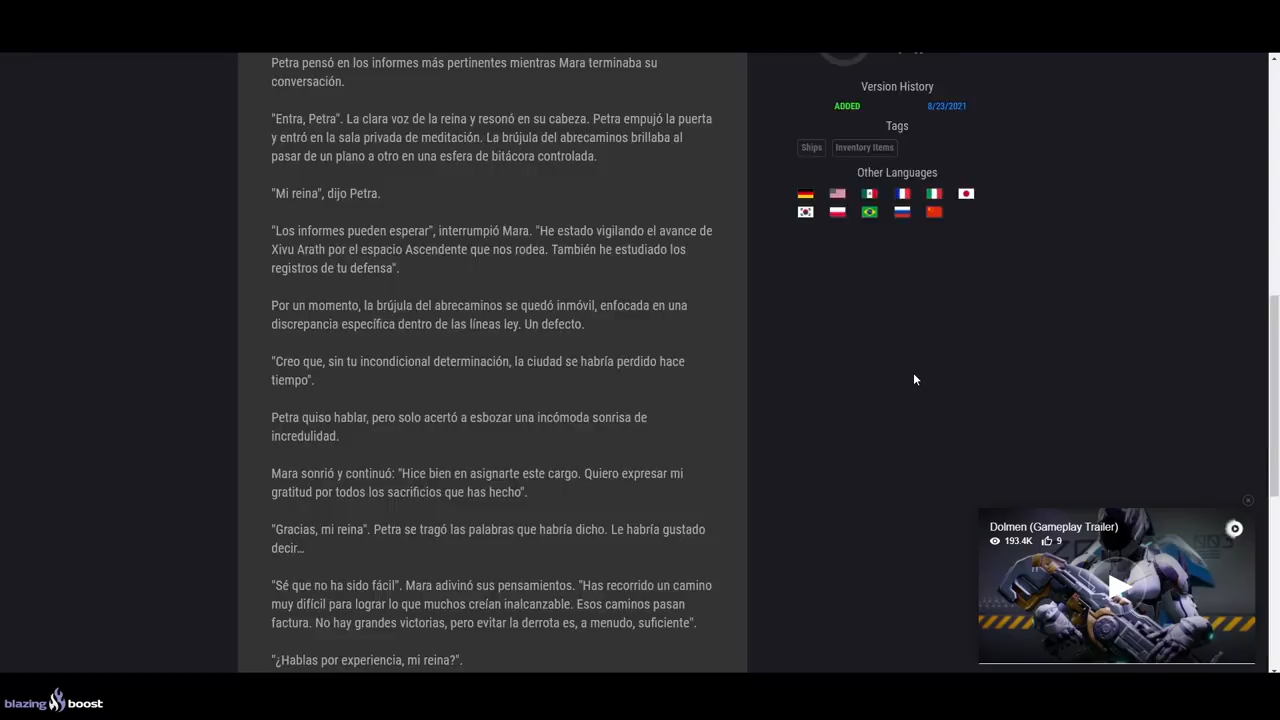 Petra pensó en los informes más pertinentes mientras Mara terminaba su
conversación.
"Entra, Petra". La clara voz de la reina y resonó en su cabeza. Petra empujó la puerta
y entró en la sala privada de meditación. La brújula del abrecaminos brillaba al
pasar de un plano a otro en una esfera de bitácora controlada.
"Mi reina", dijo Petra.
"Los informes pueden esperar", interrumpió Mara. "He estado vigilando el avance de
Xivu Arath por el espacio Ascendente que nos rodea. También he estudiado los
registros de tu defensa".
Por un momento, la brújula del abrecaminos se quedó inmóvil, enfocada en una
discrepancia específica dentro de las líneas ley. Un defecto.
"Creo que, sin tu incondicional determinación, la ciudad se habría perdido hace
tiempo".
Petra quiso hablar, pero solo acertó a esbozar una incómoda sonrisa de
incredulidad.
Mara sonrió y continuó: "Hice bien en asignarte este cargo. Quiero expresar mi
gratitud por todos los sacrificios que has hecho".
"Gracias, mi reina". Petra se tragó las palabras que habría dicho. Le habría gustado
decir…
"Sé que no ha sido fácil". Mara adivinó sus pensamientos. "Has recorrido un camino
muy difícil para lograr lo que muchos creían inalcanzable. Esos caminos pasan
factura. No hay grandes victorias, pero evitar la derrota es, a menudo, suficiente".
"¿Hablas por experiencia, mi reina?".
Version History
ADDED 8/23/2021
Tags
Ships Inventory Items
Other Languages
Dolmen (Gameplay Trailer)
193.4K 9
blazing boost